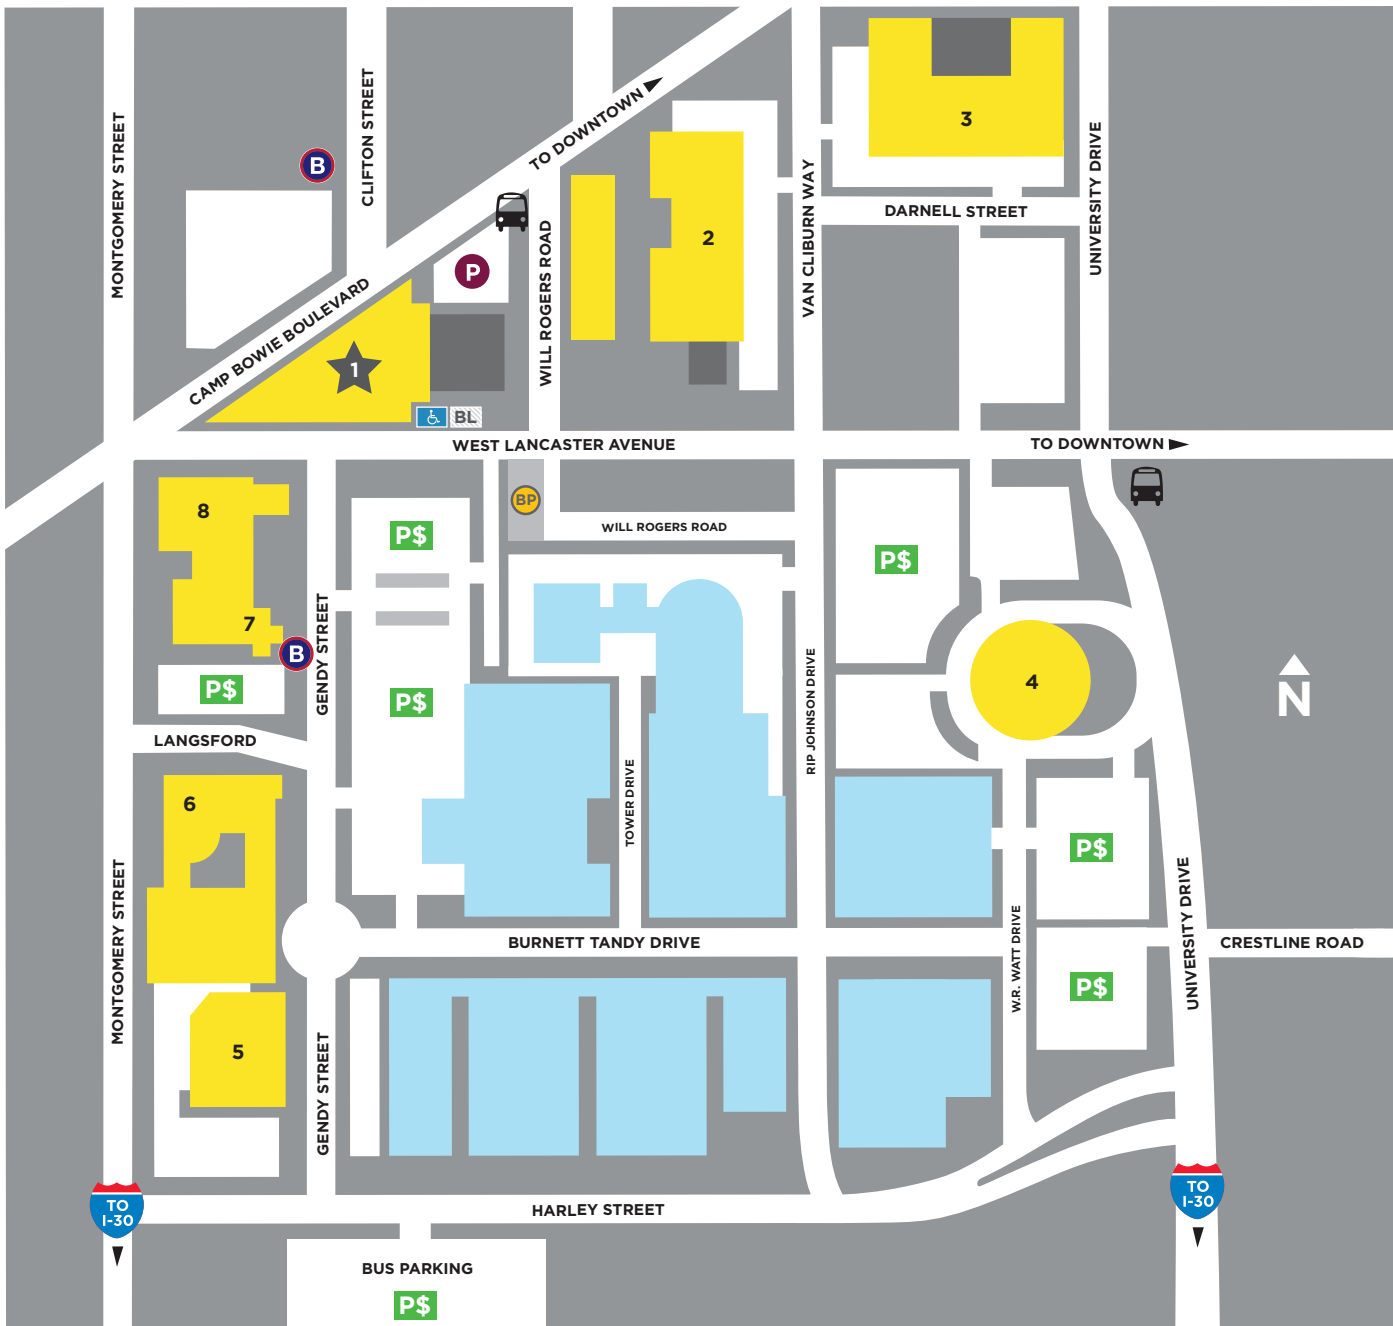 MONTGOMERY STREET
CLIFTON STREET
B
TO DOWNTOWN
3
VAN CLIBURN WAY
UNIVERSITY DRIVE
DARNELL STREET
2
WILL ROGERS ROAD
P
CAMP BOWIE BOULEVARD
1
BL
WEST LANCASTER AVENUE
TO DOWNTOWN
8
BP
WILL ROGERS ROAD
P$
P$
7
B
GENDY STREET
P$
P$
4
N
RIP JOHNSON DRIVE
LANGSFORD
TOWER DRIVE
6
P$
MONTGOMERY STREET
UNIVERSITY DRIVE
W.R. WATT DRIVE
BURNETT TANDY DRIVE
CRESTLINE ROAD
P$
5
GENDY STREET
TO
I-30
TO
I-30
HARLEY STREET
BUS PARKING
P$